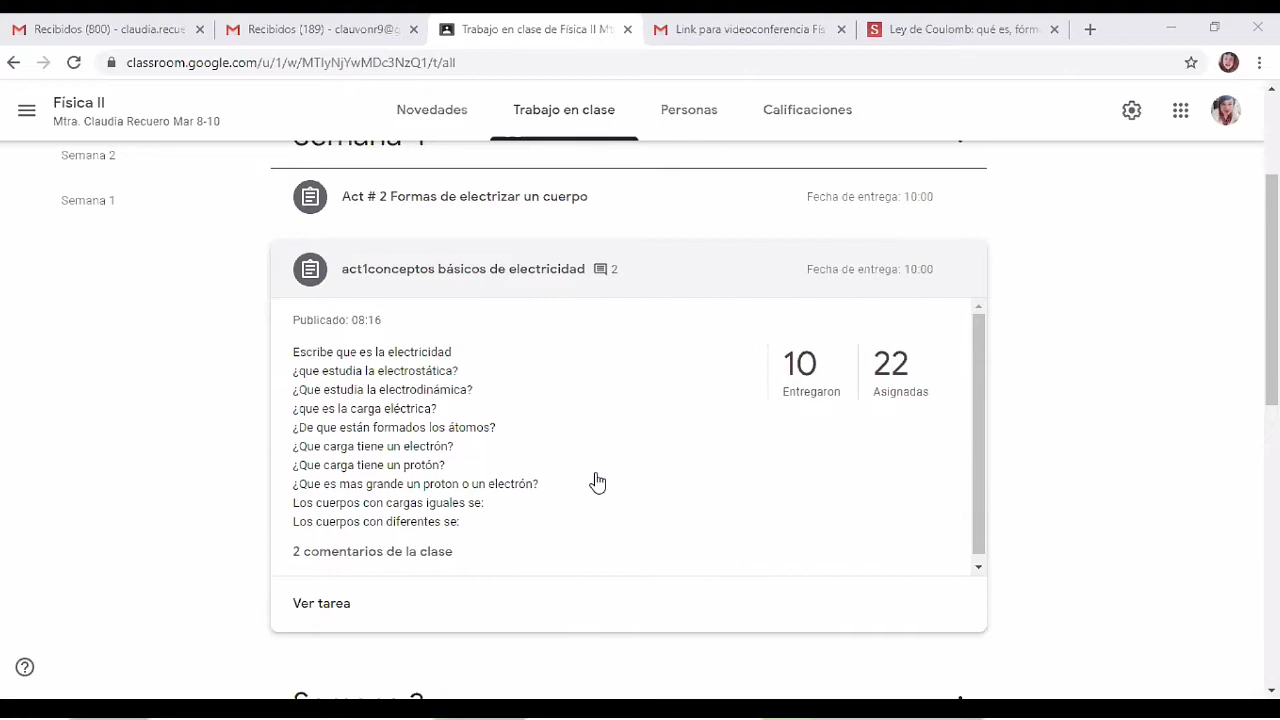 Recibidos (800) - claudia.recue
Recibidos (189) - clauvonr9@g
Trabajo en clase de Física II Mt
Link para videoconferencia Fís
Ley de Coulomb: qué es, fórm
classroom.google.com/u/1/w/MTIyNjYwMDc3NzQ1/t/all
Física II
Mtra. Claudia Recuero Mar 8-10
Novedades
Trabajo en clase
Personas
Calificaciones
Semana 2
Semana 1
Act # 2 Formas de electrizar un cuerpo
Fecha de entrega: 10:00
act1conceptos básicos de electricidad
2
Fecha de entrega: 10:00
Publicado: 08:16
Escribe que es la electricidad
¿que estudia la electrostática?
¿Que estudia la electrodinámica?
¿que es la carga eléctrica?
¿De que están formados los átomos?
¿Que carga tiene un electrón?
¿Que carga tiene un protón?
¿Que es mas grande un proton o un electrón?
Los cuerpos con cargas iguales se:
Los cuerpos con diferentes se:
10
Entregaron
22
Asignadas
2 comentarios de la clase
Ver tarea